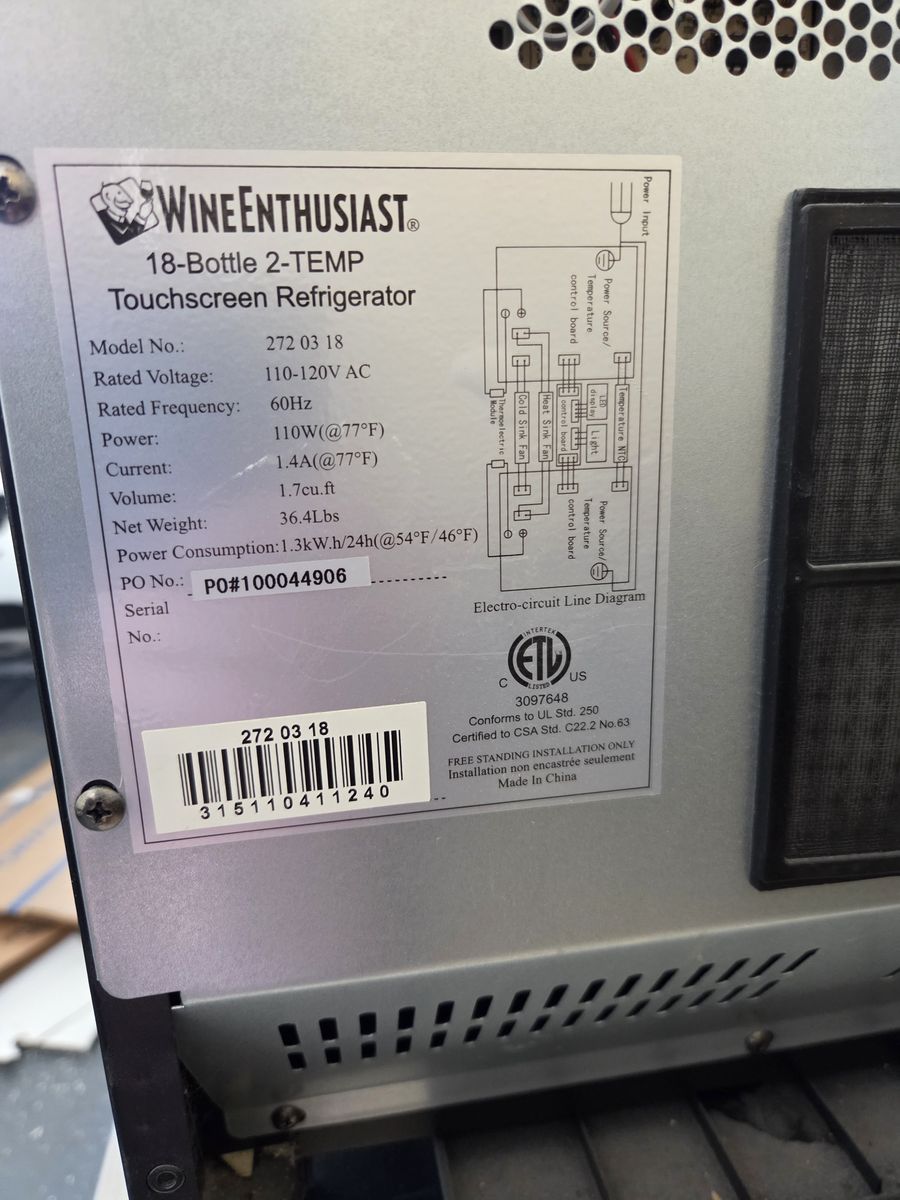 WINEENTHUSIAST®
18-Bottle 2-TEMP
Touchscreen Refrigerator
Model No.: 272 03 18
Rated Voltage: 110-120V AC
Rated Frequency: 60Hz
Power: 110W(@77°F)
Current: 1.4A(@77°F)
Volume: 1.7cu.ft
Net Weight: 36.4Lbs
Power Consumption:1.3kW.h/24h(@54°F/46°F)
PO No.: PO#100044906
Serial
No.:
272 03 18
315110411240
Power Input
Power Source/
Temperature
control board
Temperature NTC
LED
display
Light
control board
Heat Sink Fan
Cold Sink Fan
Thermoelectric
Module
Power Source/
Temperature
control board
Electro-circuit Line Diagram
INTERTEK
ETL
LISTED
C US
3097648
Conforms to UL Std. 250
Certified to CSA Std. C22.2 No.63
FREE STANDING INSTALLATION ONLY
Installation non encastrée seulement
Made In China